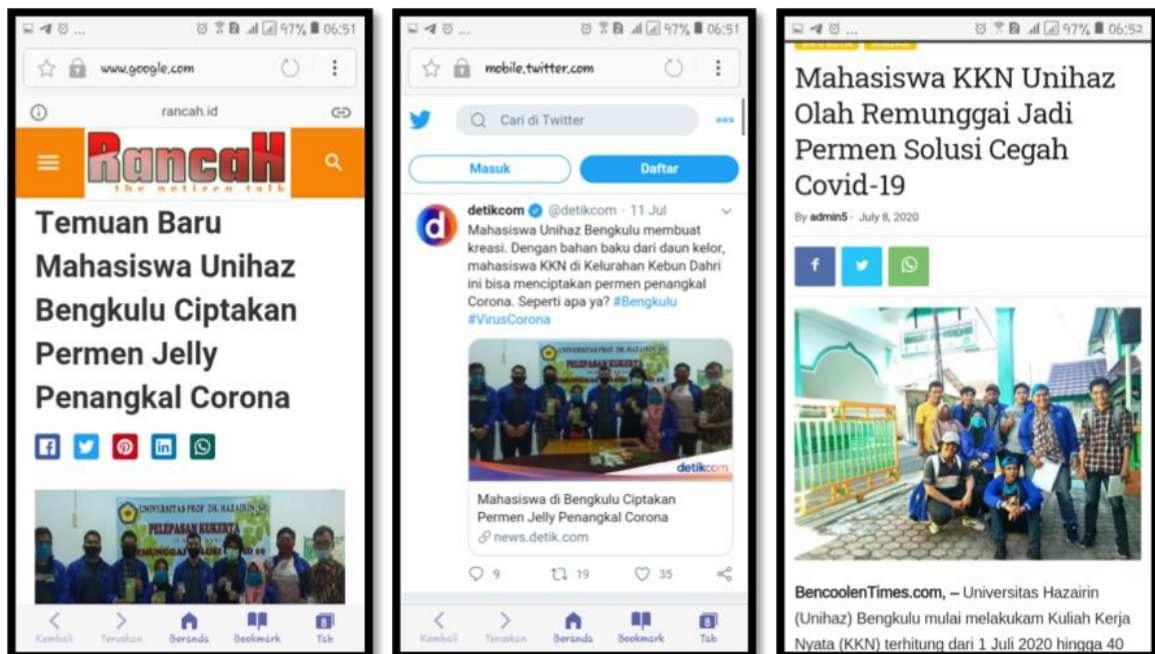 97% 06:51
www.google.com
rancah.id
RancaH
the netizen talk
Temuan Baru
Mahasiswa Unihaz
Bengkulu Ciptakan
Permen Jelly
Penangkal Corona
UNIVERSITAS PROF. DR. HAZAIRIN, SH
PELEPASAN KUKERTA
Kembali Teruskan Beranda Bookmark Tab
97% 06:51
mobile.twitter.com
Cari di Twitter
Masuk Daftar
detikcom @detikcom · 11 Jul
Mahasiswa Unihaz Bengkulu membuat
kreasi. Dengan bahan baku dari daun kelor,
mahasiswa KKN di Kelurahan Kebun Dahri
ini bisa menciptakan permen penangkal
Corona. Seperti apa ya? #Bengkulu
#VirusCorona
UNIVERSITAS PROF. DR. HAZAIRIN, SH
PELEPASAN KUKERTA
detikcom
Mahasiswa di Bengkulu Ciptakan
Permen Jelly Penangkal Corona
news.detik.com
9 19 35
Kembali Teruskan Beranda Bookmark Tab
97% 06:52
Mahasiswa KKN Unihaz
Olah Remunggai Jadi
Permen Solusi Cegah
Covid-19
By admin5 - July 8, 2020
BencoolenTimes.com, – Universitas Hazairin
(Unihaz) Bengkulu mulai melakukam Kuliah Kerja
Nyata (KKN) terhitung dari 1 Juli 2020 hingga 40